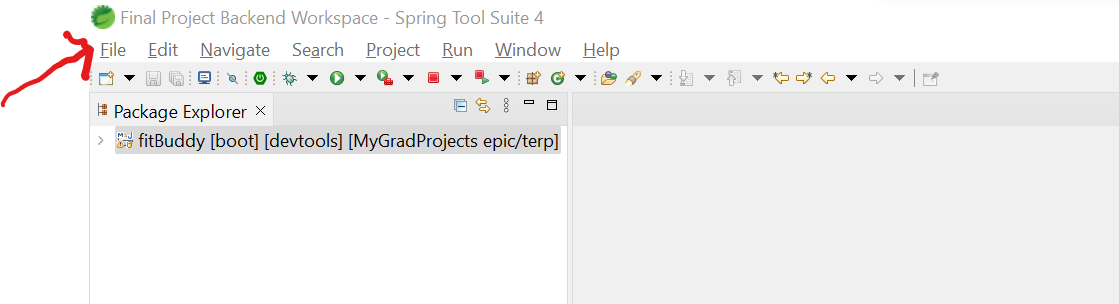 Final Project Backend Workspace - Spring Tool Suite 4
File Edit Navigate Search Project Run Window Help
Package Explorer
fitBuddy [boot] [devtools] [MyGradProjects epic/terp]